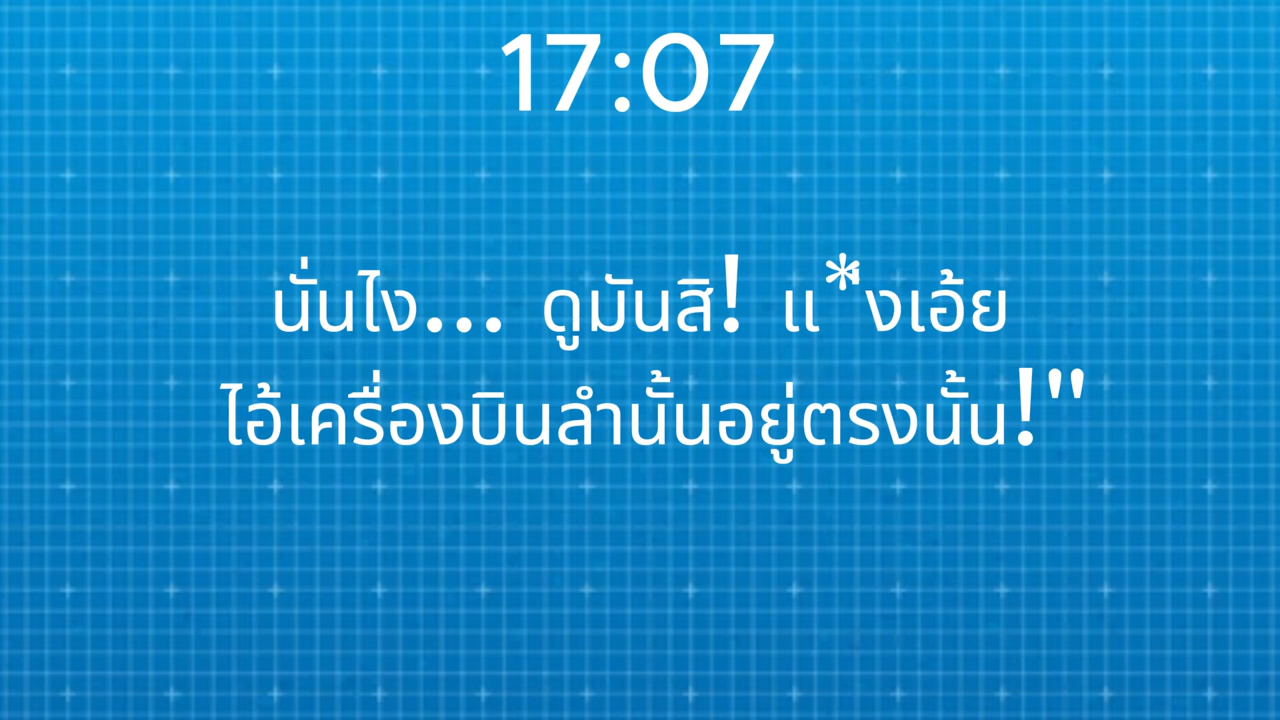 17:07
นั่นไง... ดูมันสิ! แ*่งเอ้ย
ไอ้เครื่องบินลำนั้นอยู่ตรงนั้น!"